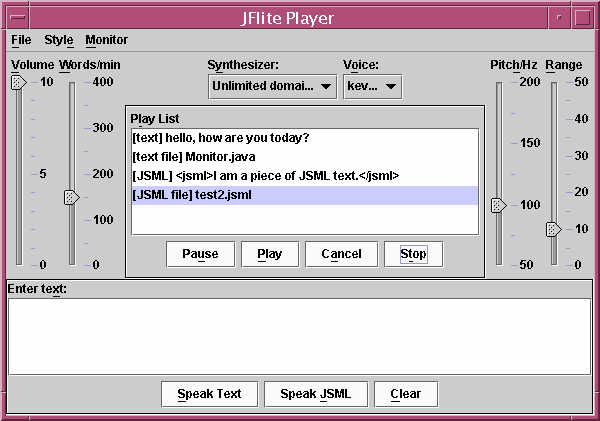 JFlite Player
File Style Monitor
Volume Words/min Synthesizer: Voice: Pitch/Hz Range
10 400 Unlimited domai... kev... 200 50
40
300 Play List 150
[text] hello, how are you today? 30
[text file] Monitor.java
5 200 [JSML] <jsml>I am a piece of JSML text.</jsml>
[JSML file] test2.jsml 100 20
100
10
Pause Play Cancel Stop
0 0 50 0
Enter text:
Speak Text Speak JSML Clear